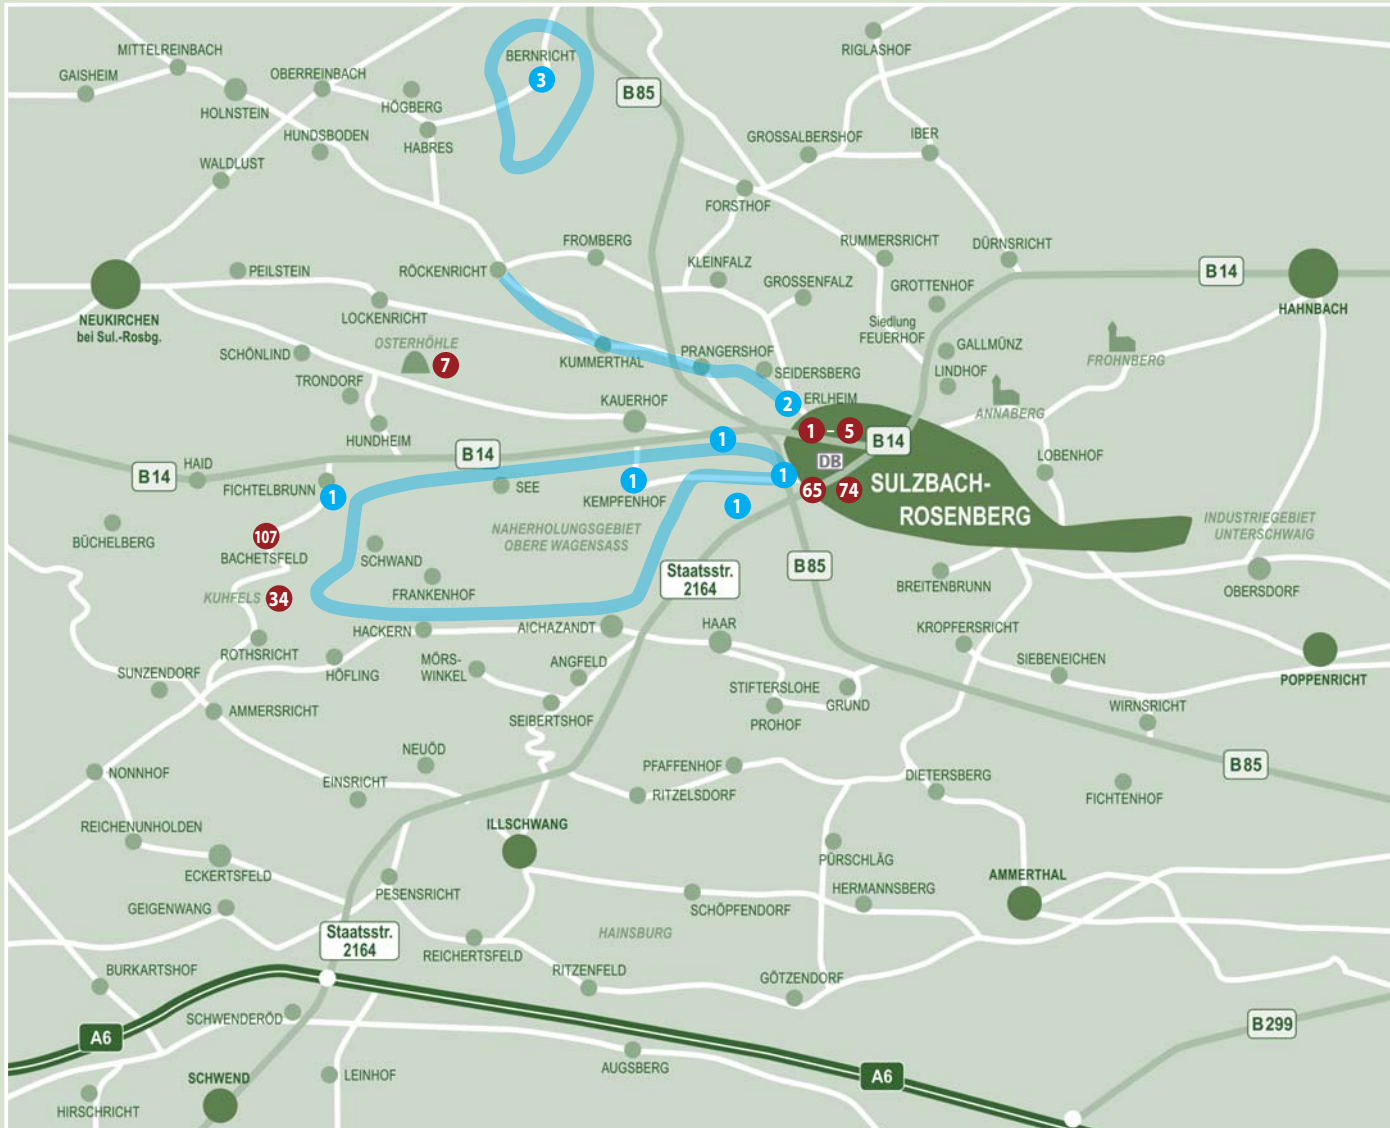 BERNRICHT
3
RIGLASHOF
MITTELREINBACH
GAISHEIM
OBERREINBACH
HÖGBERG
HOLNSTEIN
B85
HUNDSBODEN
HABRES
GROSSALBERSHOF
IBER
WALDLUST
FORSTHOF
FROMBERG
RUMMERSRICHT
DÜRNSRICHT
PEILSTEIN
RÖCKENRICHT
KLEINFALZ
GROSSENFALZ
GROTTENHOF
B14
NEUKIRCHEN
bei Sul.-Rosbg.
LOCKENRICHT
HAHNBACH
Siedlung
FEUERHOF
OSTERHÖHLE
7
SCHÖNLIND
KUMMERTHAL
PRANGERSHOF
SEIDERSBERG
GALLMÜNZ
FROHNBERG
TRONDORF
LINDHOF
KAUERHOF
2
ERLHEIM
ANNABERG
HUNDHEIM
1
1
–
5
B14
B14
B14
HAID
DB
LOBENHOF
FICHTELBRUNN
1
SEE
1
KEMPFENHOF
1
65
74
SULZBACH-
ROSENBERG
1
NAHERHOLUNGSGEBIET
OBERE WAGENSASS
INDUSTRIEGEBIET
UNTERSCHWAIG
BÜCHELBERG
107
BACHETSFELD
SCHWAND
FRANKENHOF
Staatsstr.
2164
B85
BREITENBRUNN
OBERSDORF
KUHFELS
34
HACKERN
AICHAZANDT
HAAR
KROPFERSRICHT
ROTHSRICHT
HÖFLING
MÖRS-
WINKEL
ANGFELD
SIEBENEICHEN
SUNZENDORF
POPPENRICHT
STIFTERSLOHE
GRUND
AMMERSRICHT
SEIBERTSHOF
PROHOF
WIRNSRICHT
NEUÖD
NONNHOF
EINSRICHT
PFAFFENHOF
RITZELSDORF
DIETERSBERG
B85
FICHTENHOF
REICHENUNHOLDEN
ILLSCHWANG
ECKERTSFELD
PESENSRICHT
PÜRSCHLÄG
HERMANNSBERG
AMMERTHAL
GEIGENWANG
SCHÖPFENDORF
Staatsstr.
2164
HAINSBURG
REICHERTSFELD
BURKARTSHOF
RITZENFELD
GÖTZENDORF
SCHWENDERÖD
B299
A6
AUGSBERG
A6
SCHWEND
LEINHOF
HIRSCHRICHT